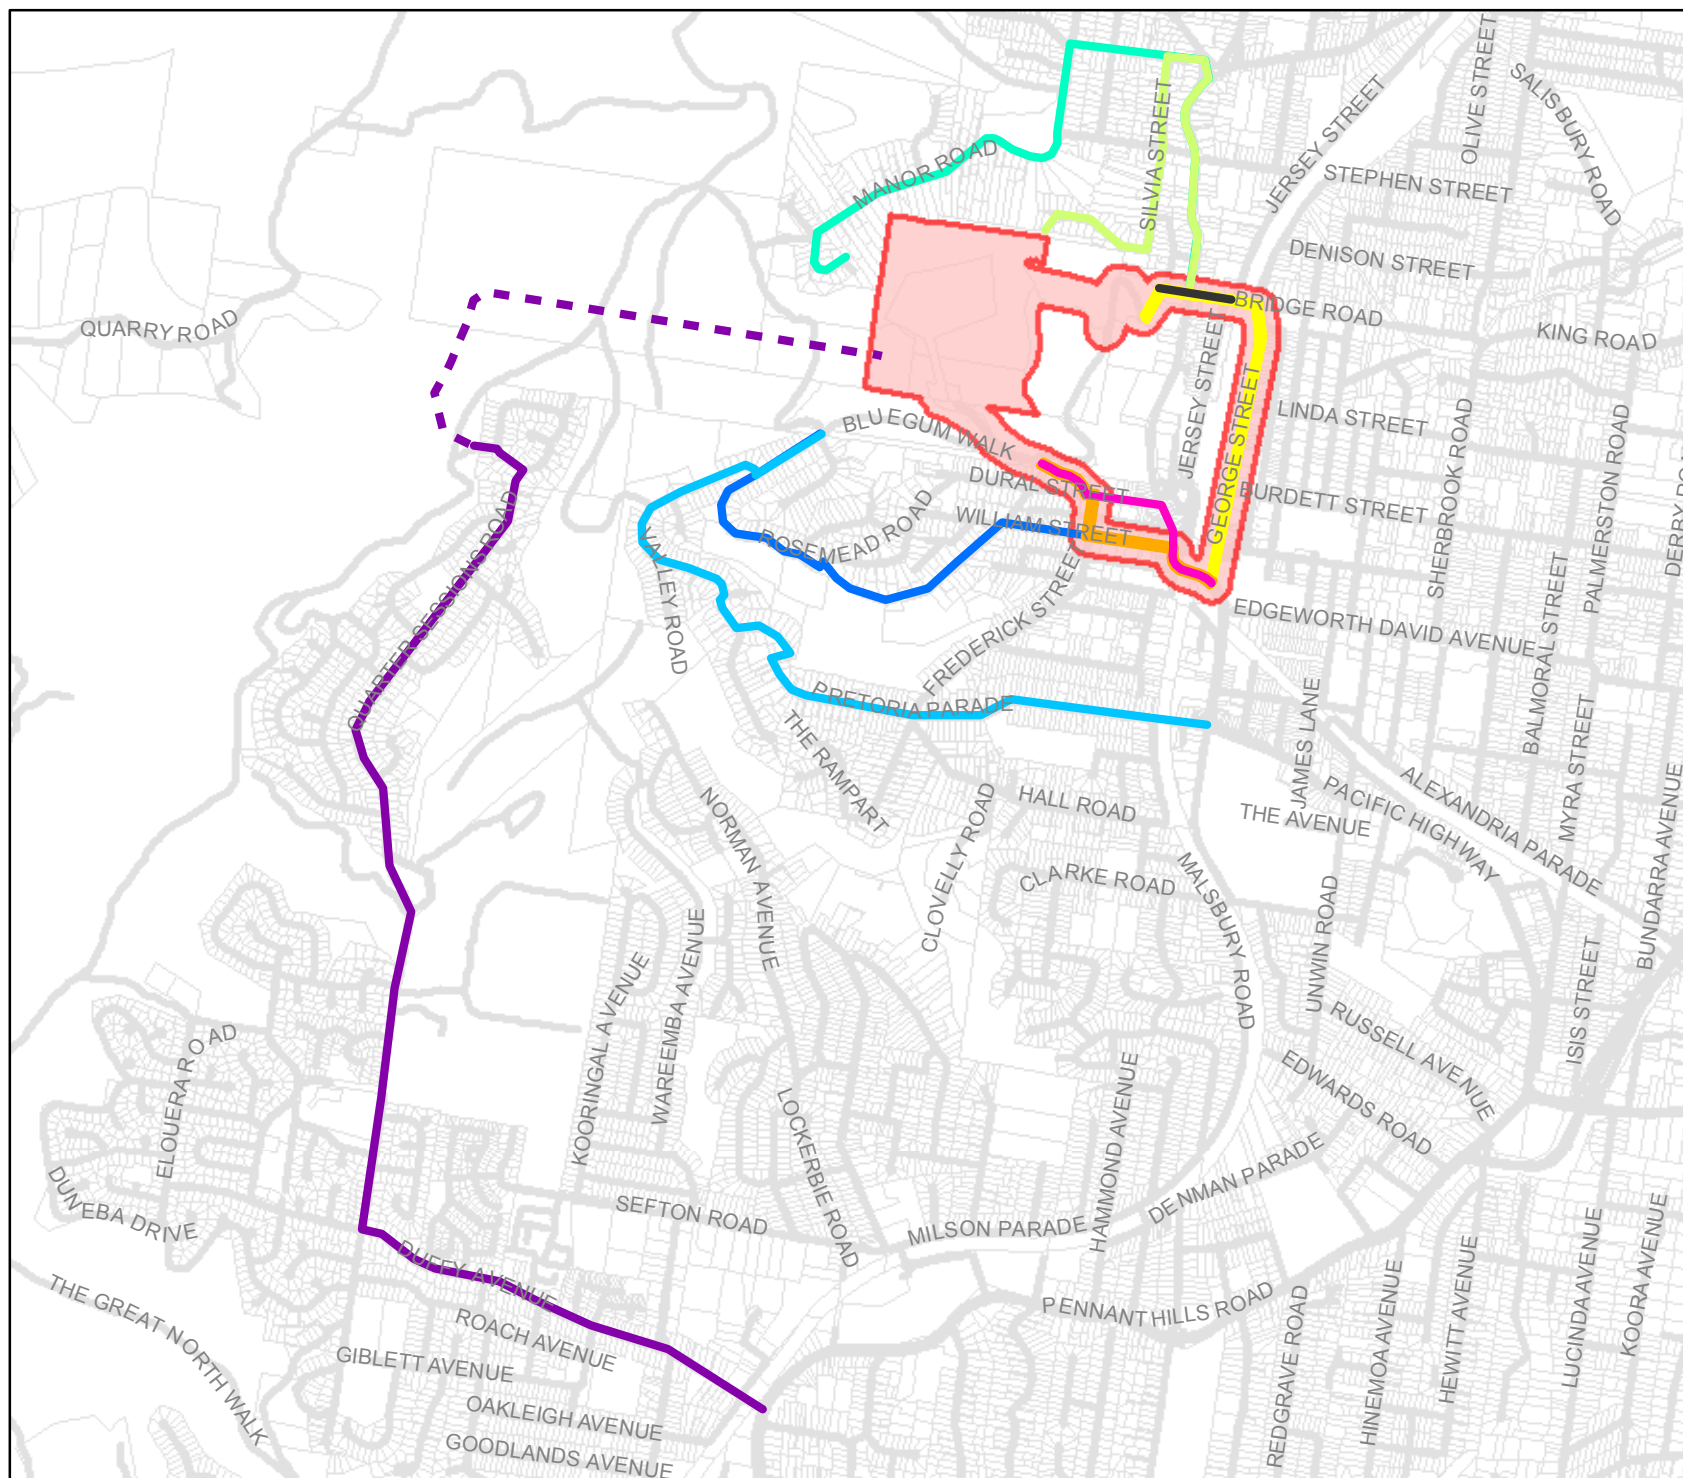 OLIVE STREET
SALISBURY ROAD
JERSEY STREET
SILVIA STREET
MANOR ROAD
STEPHEN STREET
DENISON STREET
BRIDGE ROAD
KING ROAD
QUARRY ROAD
JERSEY STREET
GEORGE STREET
LINDA STREET
SHERBROOK ROAD
PALMERSTON ROAD
BLUEGUM WALK
DURAL STREET
BURDETT STREET
WILLIAM STREET
ROSEMEAD ROAD
VALLEY ROAD
QUARTER SESSIONS ROAD
FREDERICK STREET
EDGEWORTH DAVID AVENUE
BALMORAL STREET
PRETORIA PARADE
THE RAMPART
JAMES LANE
MYRA STREET
HALL ROAD
THE AVENUE
PACIFIC HIGHWAY
ALEXANDRIA PARADE
BUNDARRA AVENUE
NORMAN AVENUE
CLOVELLY ROAD
CLARKE ROAD
MALSBURY ROAD
UNWIN ROAD
ISIS STREET
KOORINGAL AVENUE
WAREEMBA AVENUE
RUSSELL AVENUE
EDWARDS ROAD
ELOUERA ROAD
LOCKERBIE ROAD
HAMMOND AVENUE
DENMAN PARADE
DUNEBA DRIVE
SEFTON ROAD
MILSON PARADE
DUFFY AVENUE
THE GREAT NORTH WALK
ROACH AVENUE
PENNANT HILLS ROAD
GIBLETT AVENUE
REDGRAVE ROAD
HINEMOA AVENUE
HEWITT AVENUE
LUCINDA AVENUE
KOORA AVENUE
OAKLEIGH AVENUE
GOODLANDS AVENUE